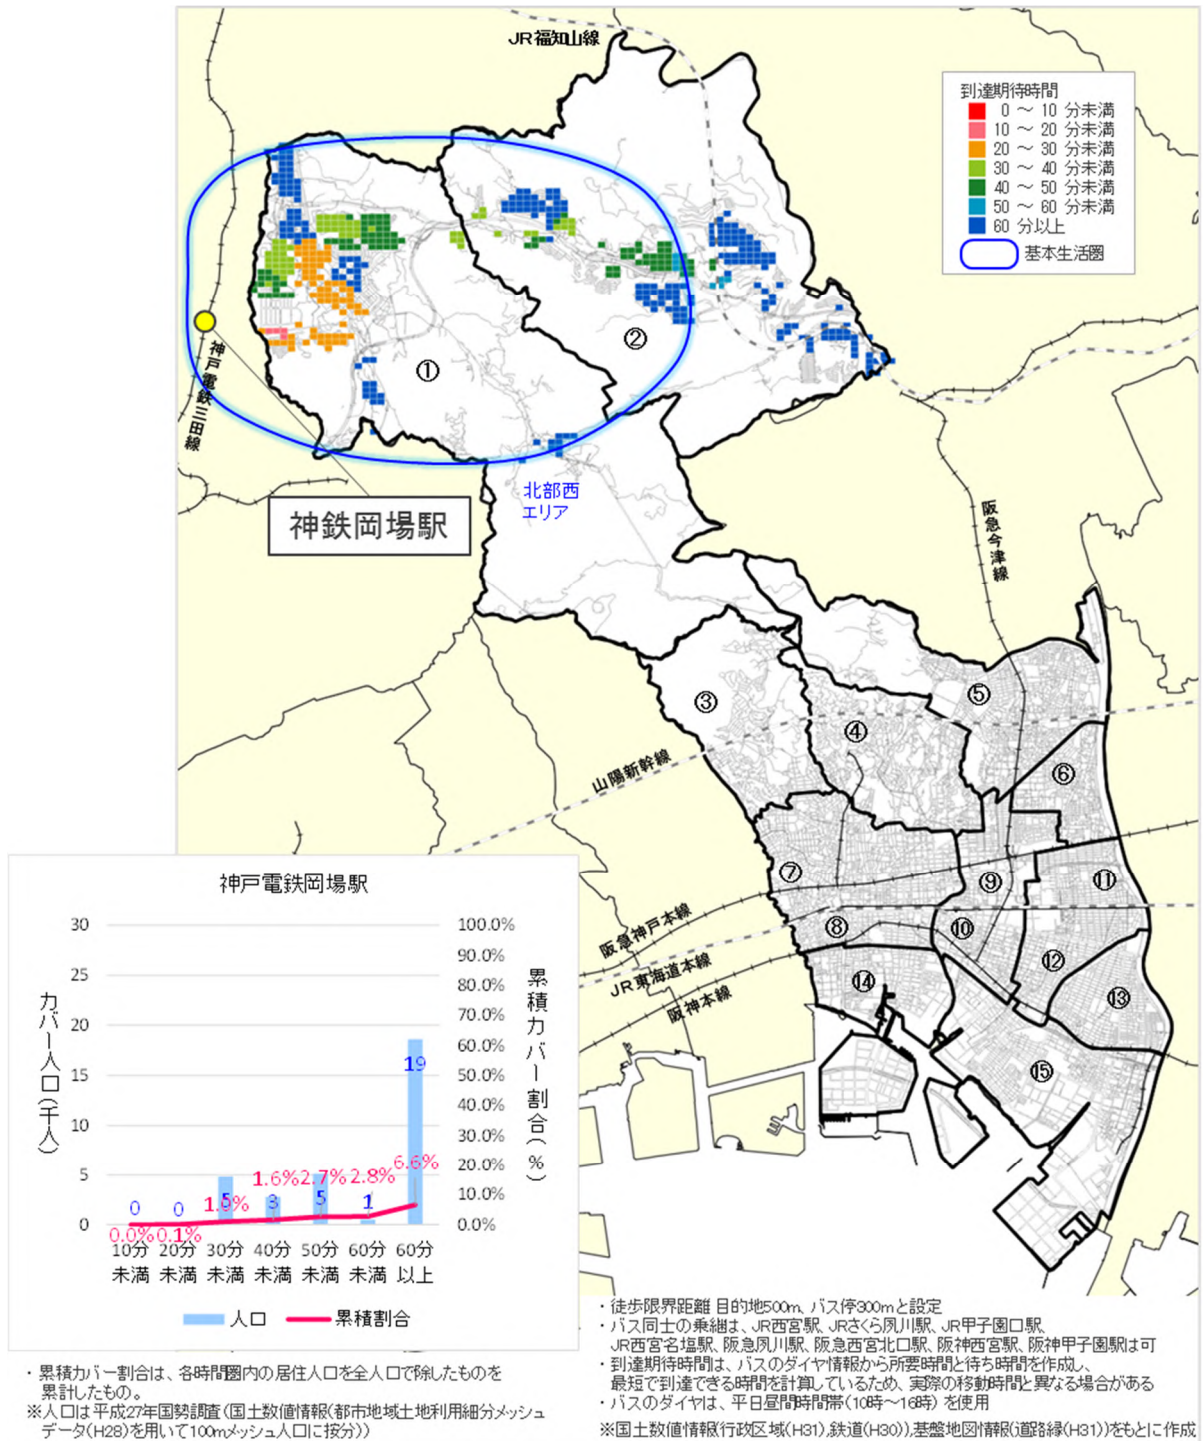 JR福知山線
到達期待時間
0 ～ 10 分未満
10 ～ 20 分未満
20 ～ 30 分未満
30 ～ 40 分未満
40 ～ 50 分未満
50 ～ 60 分未満
60 分以上
基本生活圏
①
②
神戸電鉄三田線
神鉄岡場駅
北部西
エリア
阪急今津線
③
④
⑤
⑥
山陽新幹線
⑦
⑧
⑨
⑩
⑪
⑫
⑬
⑭
⑮
阪急神戸本線
JR東海道本線
阪神本線
神戸電鉄岡場駅
カバー人口(千人)
累積カバー割合(%)
30
25
20
15
10
5
0
100.0%
90.0%
80.0%
70.0%
60.0%
50.0%
40.0%
30.0%
20.0%
10.0%
0.0%
0 0 5 3 5 1 19
0.0% 0.1% 1.0% 1.6% 2.7% 2.8% 6.6%
10分 20分 30分 40分 50分 60分 60分
未満 未満 未満 未満 未満 未満 以上
人口 累積割合
・累積カバー割合は、各時間圏内の居住人口を全人口で除したものを
累計したもの。
※人口は平成27年国勢調査(国土数値情報(都市地域土地利用細分メッシュ
データ(H28)を用いて100mメッシュ人口に按分))
・徒歩限界距離 目的地500m、バス停300mと設定
・バス同士の乗継は、JR西宮駅、JRさくら夙川駅、JR甲子園口駅、
JR西宮名塩駅、阪急夙川駅、阪急西宮北口駅、阪神西宮駅、阪神甲子園駅は可
・到達期待時間は、バスのダイヤ情報から所要時間と待ち時間を作成し、
最短で到達できる時間を計算しているため、実際の移動時間と異なる場合がある
・バスのダイヤは、平日昼間時間帯(10時～16時)を使用
※国土数値情報(行政区域(H31),鉄道(H30)),基盤地図情報(道路縁(H31))をもとに作成